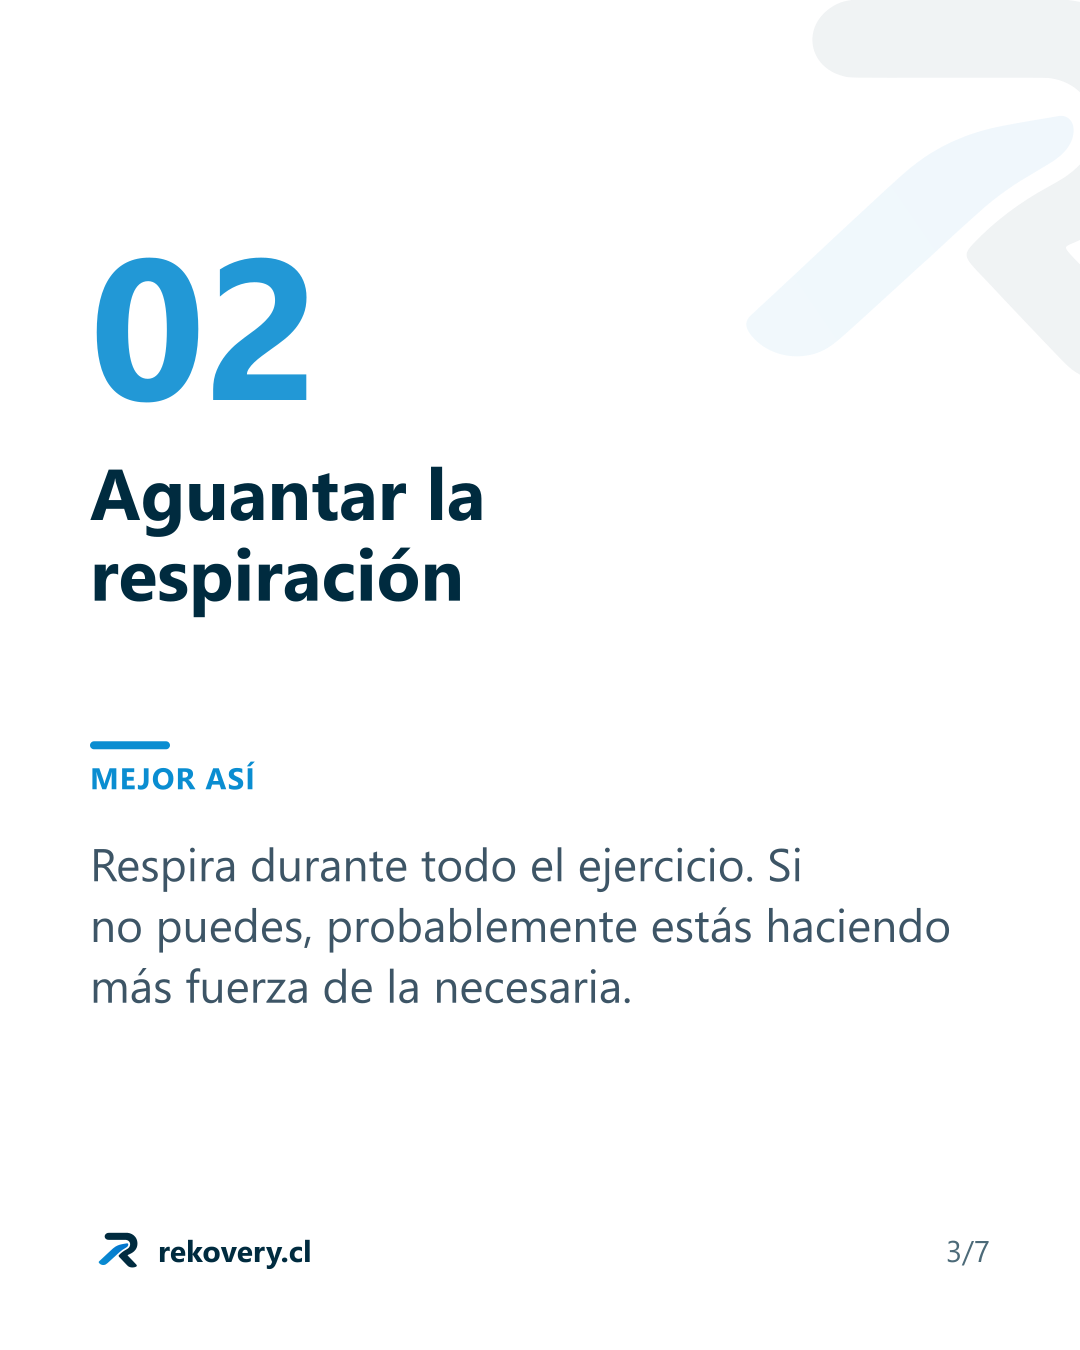 02
Aguantar la
respiración
MEJOR ASÍ
Respira durante todo el ejercicio. Si
no puedes, probablemente estás haciendo
más fuerza de la necesaria.
rekovery.cl
3/7